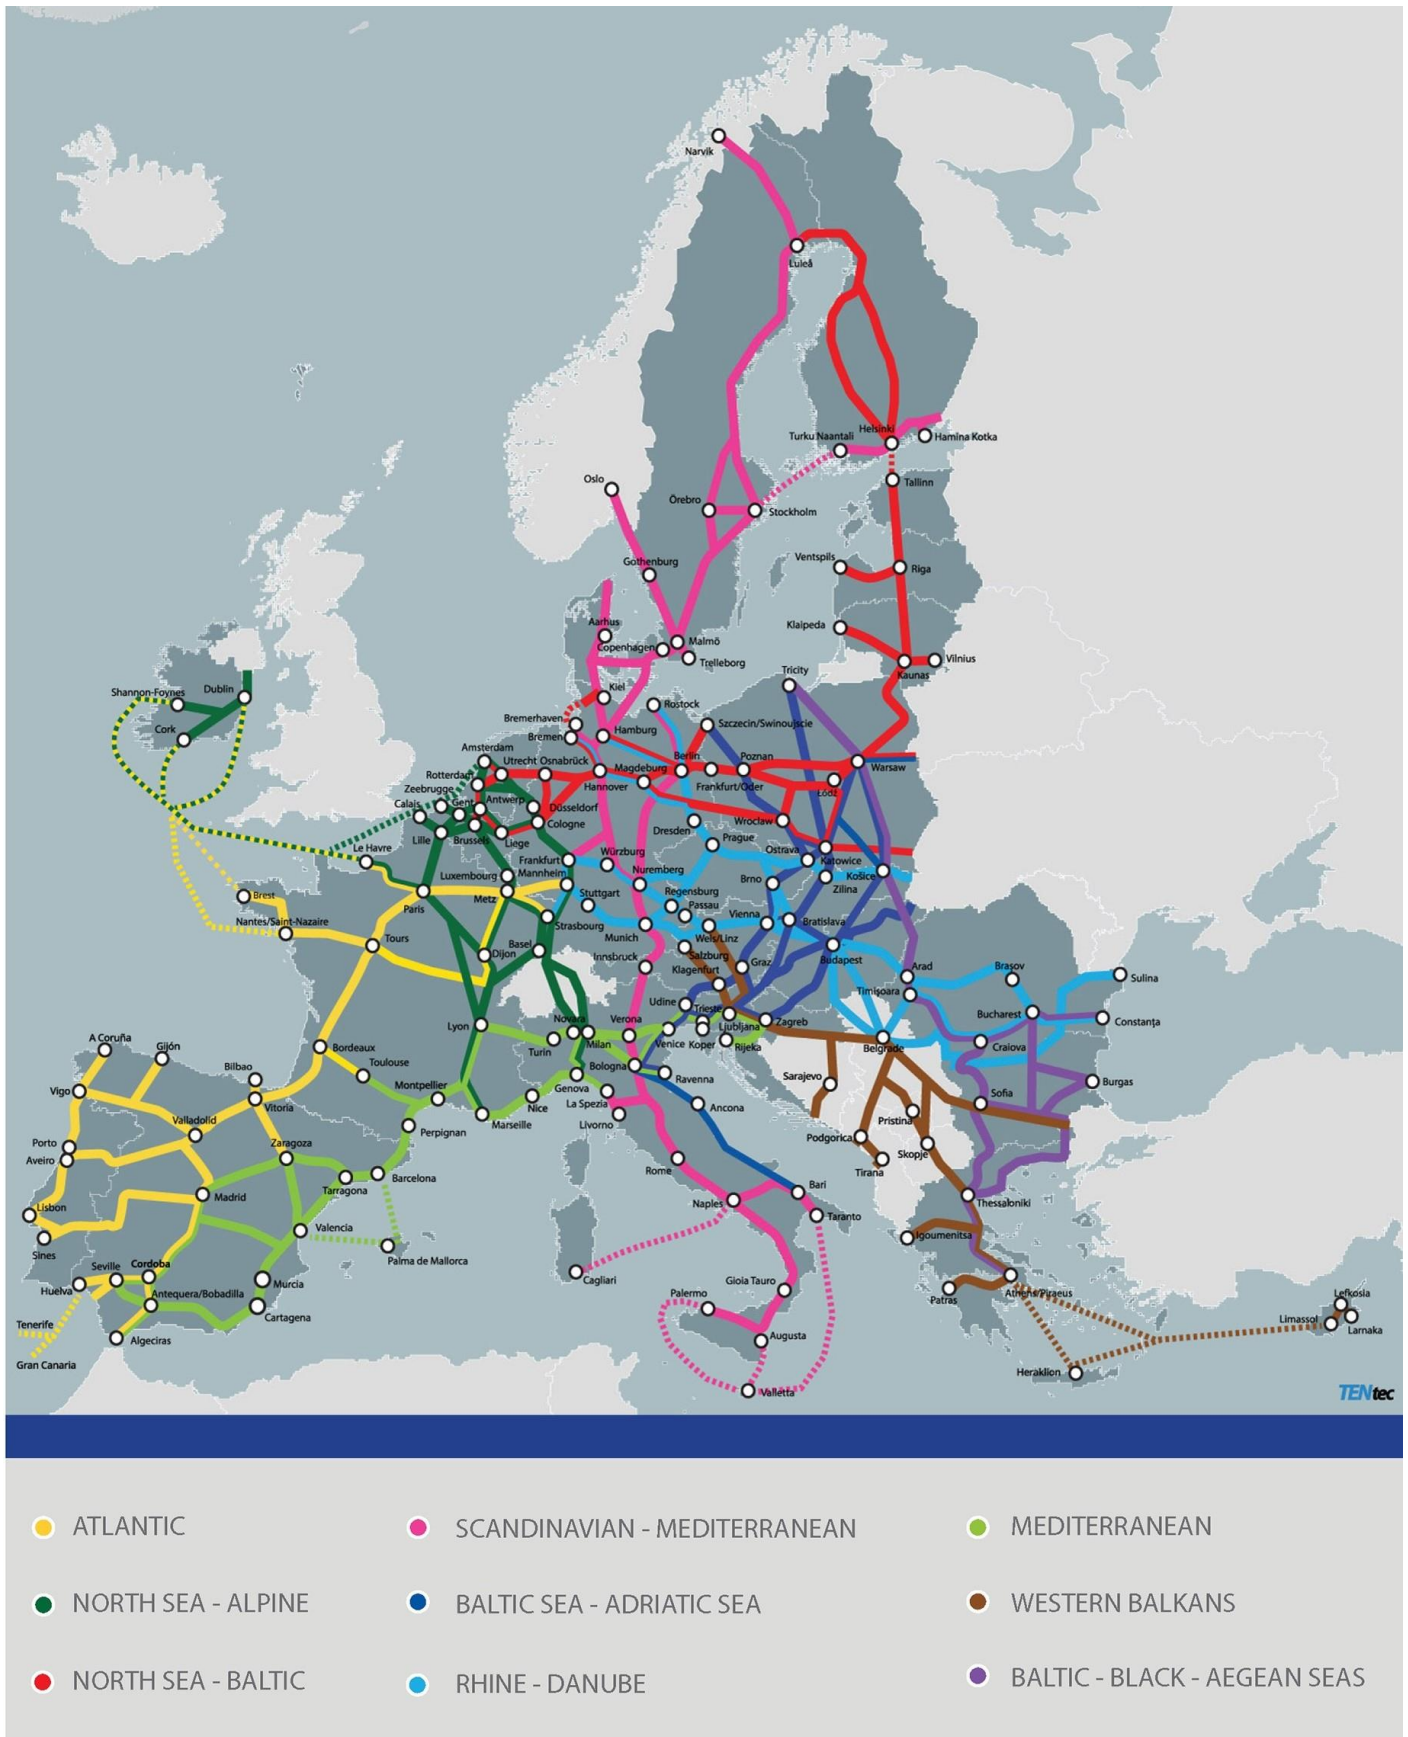 Narvik
Luleå
Helsinki
Turku Naantali
Hamina Kotka
Oslo
Tallinn
Örebro
Stockholm
Ventspils
Riga
Gothenburg
Aarhus
Klaipeda
Copenhagen
Malmö
Trelleborg
Vilnius
Kaunas
Tricity
Shannon-Foynes
Dublin
Kiel
Rostock
Cork
Bremerhaven
Bremen
Hamburg
Szczecin/Swinoujscie
Amsterdam
Utrecht
Osnabrück
Magdeburg
Berlin
Poznan
Warsaw
Rotterdam
Zeebrugge
Hannover
Frankfurt/Oder
Łódź
Calais
Gent
Antwerp
Düsseldorf
Cologne
Wroclaw
Lille
Brussels
Liege
Dresden
Prague
Le Havre
Frankfurt
Würzburg
Ostrava
Katowice
Luxembourg
Mannheim
Nuremberg
Košice
Brno
Zilina
Brest
Paris
Metz
Stuttgart
Regensburg
Passau
Nantes/Saint-Nazaire
Strasbourg
Vienna
Bratislava
Tours
Munich
Wels/Linz
Basel
Dijon
Salzburg
Budapest
Innsbruck
Klagenfurt
Graz
Arad
Brașov
Sulina
Timișoara
Udine
Trieste
Bucharest
Constanța
Lyon
Novara
Verona
Ljubljana
Zagreb
A Coruña
Gijón
Bordeaux
Turin
Milan
Venice
Koper
Rijeka
Belgrade
Craiova
Bilbao
Toulouse
Bologna
Ravenna
Sarajevo
Vigo
Vitoria
Montpellier
Genova
La Spezia
Burgas
Sofia
Nice
Ancona
Valladolid
Marseille
Livorno
Pristina
Perpignan
Porto
Aveiro
Zaragoza
Podgorica
Skopje
Rome
Tirana
Barcelona
Tarragona
Madrid
Bari
Naples
Thessaloniki
Lisbon
Taranto
Valencia
Igoumenitsa
Sines
Palma de Mallorca
Seville
Cordoba
Cagliari
Gioia Tauro
Huelva
Murcia
Antequera/Bobadilla
Palermo
Patras
Athens/Piraeus
Lefkosia
Cartagena
Limassol
Larnaka
Tenerife
Algeciras
Augusta
Gran Canaria
Heraklion
Valletta
TENtec
ATLANTIC
SCANDINAVIAN - MEDITERRANEAN
MEDITERRANEAN
NORTH SEA - ALPINE
BALTIC SEA - ADRIATIC SEA
WESTERN BALKANS
NORTH SEA - BALTIC
RHINE - DANUBE
BALTIC - BLACK - AEGEAN SEAS